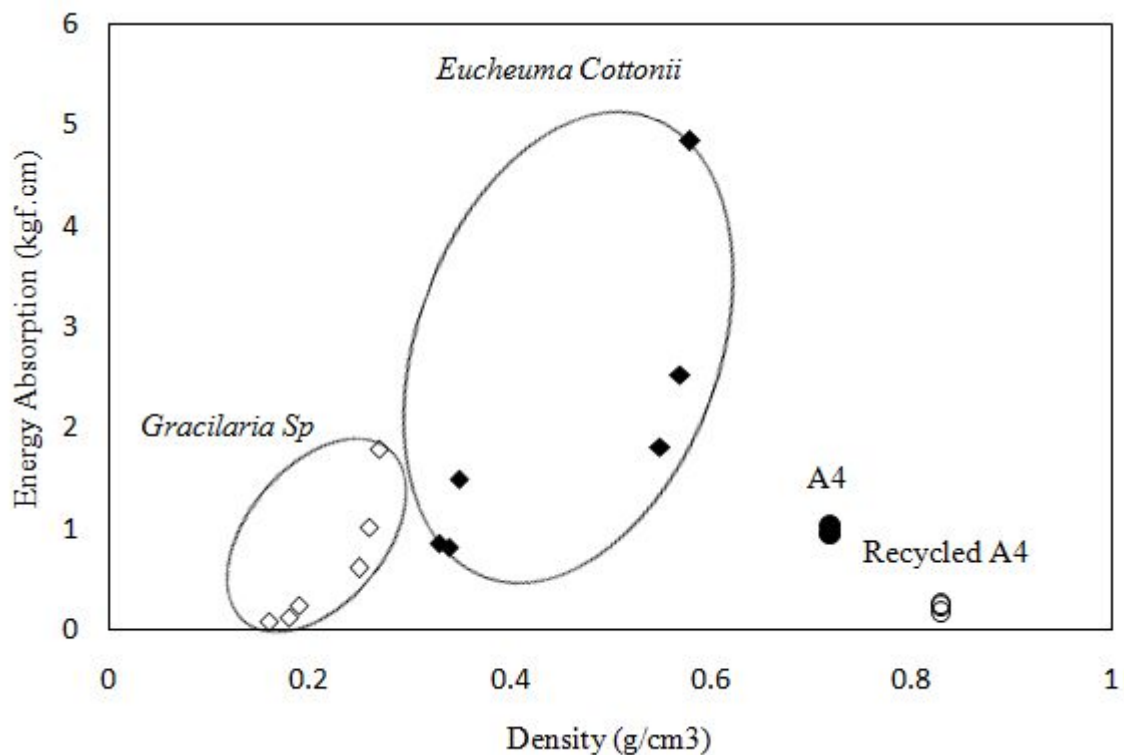 6
Eucheuma Cottonii
5
4
3
2
1
0
Energy Absorption (kgf.cm)
Gracilaria Sp
A4
Recycled A4
0 0.2 0.4 0.6 0.8 1
Density (g/cm3)